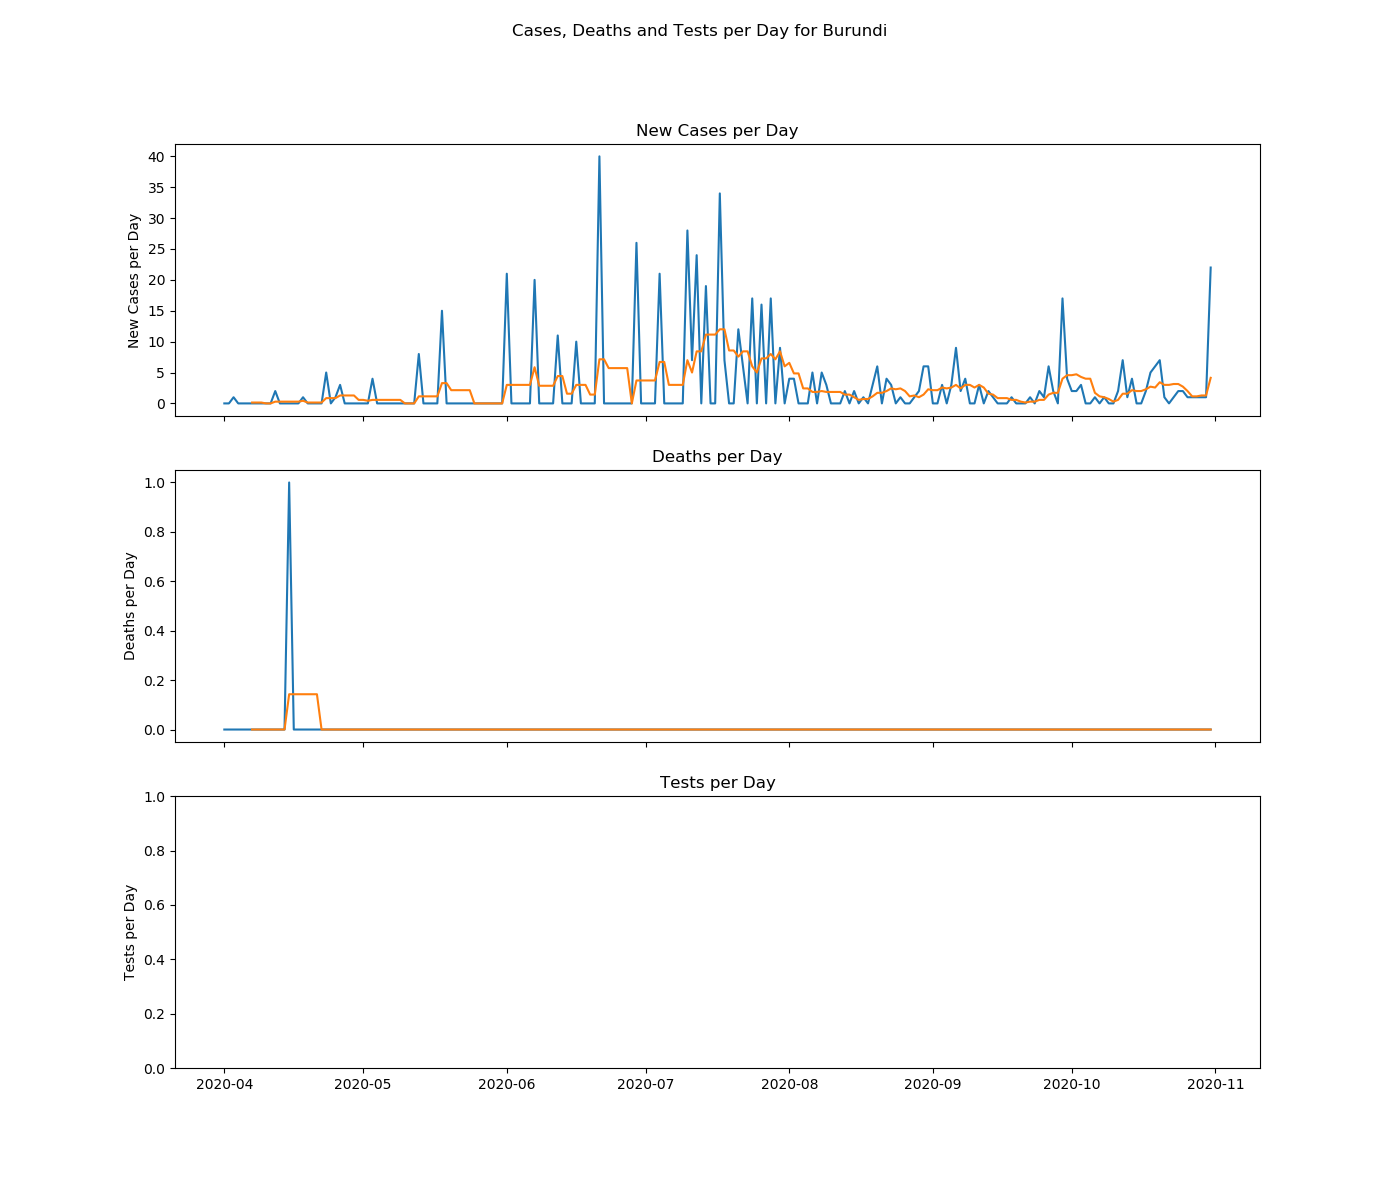 Cases, Deaths and Tests per Day for Burundi
New Cases per Day
New Cases per Day
40
35
30
25
20
15
10
5
0
Deaths per Day
Deaths per Day
1.0
0.8
0.6
0.4
0.2
0.0
Tests per Day
Tests per Day
1.0
0.8
0.6
0.4
0.2
0.0
2020-04 2020-05 2020-06 2020-07 2020-08 2020-09 2020-10 2020-11